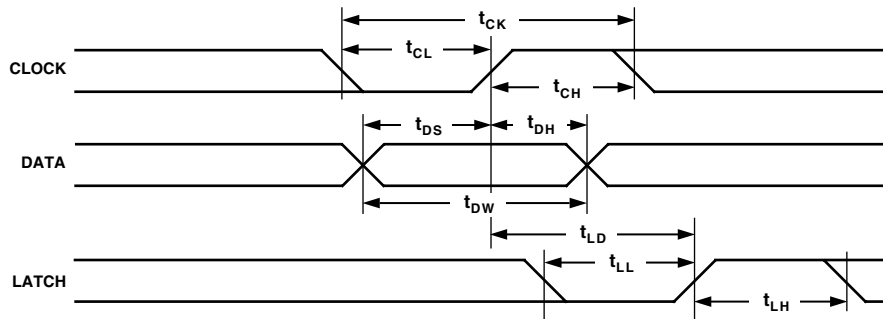 tCK
tCL
CLOCK
tCH
tDS
tDH
DATA
tDW
tLD
tLL
LATCH
tLH